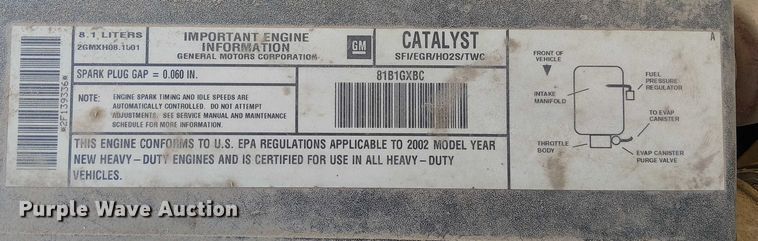 8.1 LITERS
2GMXH08.1501
IMPORTANT ENGINE
INFORMATION
GENERAL MOTORS CORPORATION
GM
CATALYST
SFI/EGR/HO2S/TWC
A
SPARK PLUG GAP = 0.060 IN.
81B1GXBC
*2F139336*
NOTE: ENGINE SPARK TIMING AND IDLE SPEEDS ARE
AUTOMATICALLY CONTROLLED. DO NOT ATTEMPT
ADJUSTMENTS. SEE SERVICE MANUAL AND MAINTENANCE
SCHEDULE FOR MORE INFORMATION.
THIS ENGINE CONFORMS TO U.S. EPA REGULATIONS APPLICABLE TO 2002 MODEL YEAR
NEW HEAVY-DUTY ENGINES AND IS CERTIFIED FOR USE IN ALL HEAVY-DUTY
VEHICLES.
FRONT OF
VEHICLE
FUEL
PRESSURE
REGULATOR
INTAKE
MANIFOLD
TO EVAP
CANISTER
THROTTLE
BODY
EVAP CANISTER
PURGE VALVE
Purple Wave Auction